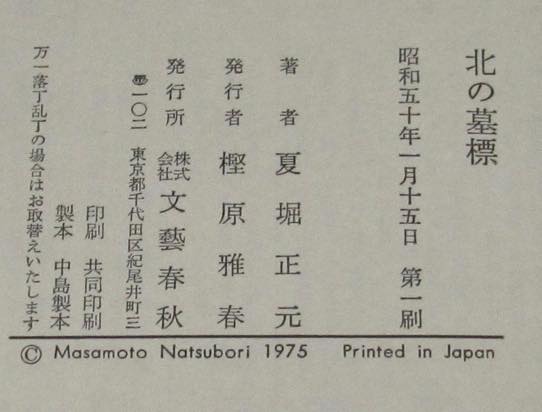 北の墓標
昭和五十年一月十五日 第一刷
著者 夏堀正元
発行者 樫原雅春
発行所 株式会社 文藝春秋
〒一〇二 東京都千代田区紀尾井町三
印刷 共同印刷
製本 中島製本
万一落丁乱丁の場合はお取替えいたします
© Masamoto Natsubori 1975 Printed in Japan